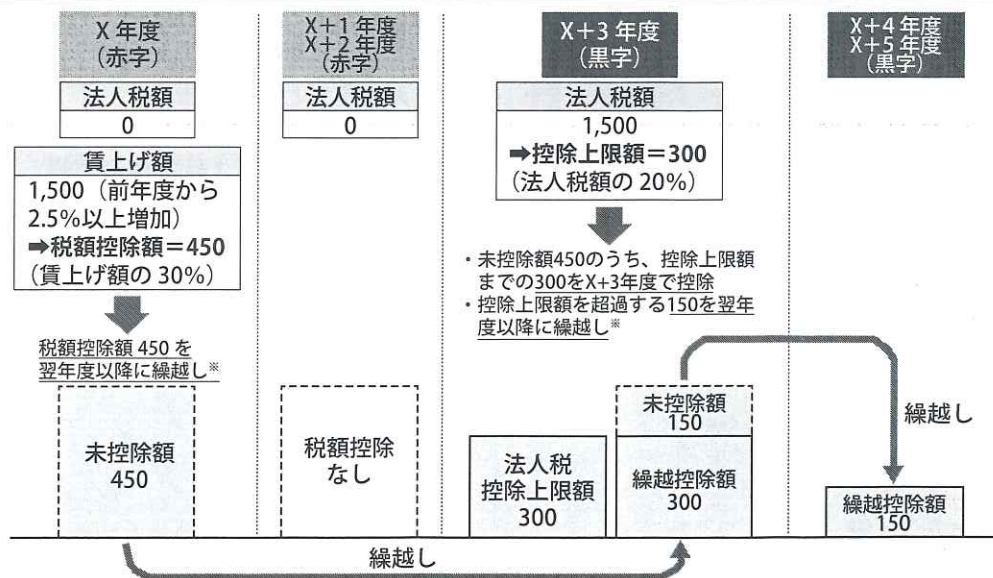 X年度
(赤字)
法人税額
0
賃上げ額
1,500（前年度から
2.5%以上増加）
➡税額控除額＝450
（賃上げ額の 30%）
税額控除額 450 を
翌年度以降に繰越し※
未控除額
450
X＋1年度
X＋2年度
(赤字)
法人税額
0
税額控除
なし
X＋3年度
(黒字)
法人税額
1,500
➡控除上限額＝300
（法人税額の 20%）
・未控除額450のうち、控除上限額
までの300をX+3年度で控除
・控除上限額を超過する150を翌年
度以降に繰越し※
法人税
控除上限額
300
未控除額
150
繰越控除額
300
X＋4年度
X＋5年度
(黒字)
繰越し
繰越控除額
150
繰越し